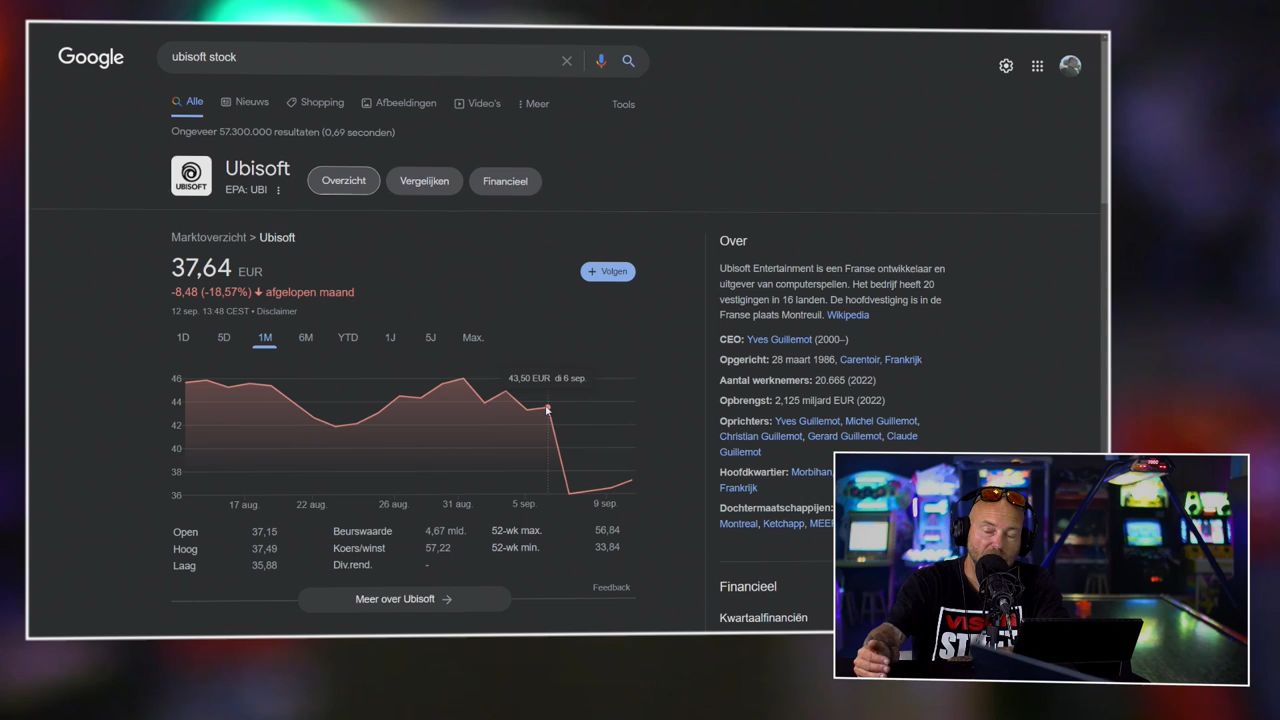 Google
ubisoft stock
Alle
Nieuws
Shopping
Afbeeldingen
Video's
Meer
Tools
Ongeveer 57.300.000 resultaten (0,69 seconden)
UBISOFT
Ubisoft
EPA: UBI
Overzicht
Vergelijken
Financieel
Marktoverzicht > Ubisoft
37,64 EUR
+ Volgen
-8,48 (-18,57%) afgelopen maand
12 sep. 13.48 CEST • Disclaimer
1D 5D 1M 6M YTD 1J 5J Max.
43,50 EUR di 6 sep.
46
44
42
40
38
36
17 aug. 22 aug. 26 aug. 31 aug. 5 sep. 9 sep.
Open 37,15 Beurswaarde 4,67 mld. 52-wk max. 56,84
Hoog 37,49 Koers/winst 57,22 52-wk min. 33,84
Laag 35,88 Div.rend. -
Feedback
Meer over Ubisoft
Over
Ubisoft Entertainment is een Franse ontwikkelaar en
uitgever van computerspellen. Het bedrijf heeft 20
vestigingen in 16 landen. De hoofdvestiging is in de
Franse plaats Montreuil. Wikipedia
CEO: Yves Guillemot (2000–)
Opgericht: 28 maart 1986, Carentoir, Frankrijk
Aantal werknemers: 20.665 (2022)
Opbrengst: 2,125 miljard EUR (2022)
Oprichters: Yves Guillemot, Michel Guillemot,
Christian Guillemot, Gerard Guillemot, Claude
Guillemot
Hoofdkwartier: Morbihan,
Frankrijk
Dochtermaatschappijen:
Montreal, Ketchapp, MEE
Financieel
Kwartaalfinanciën